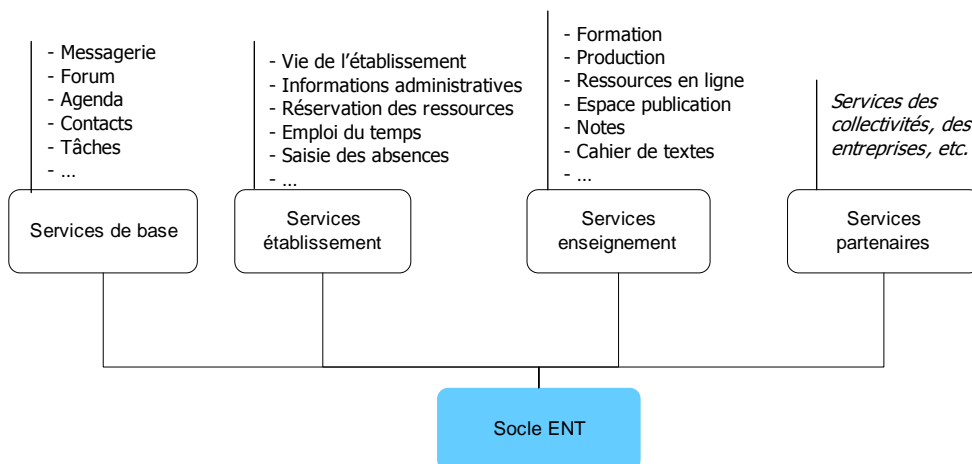 - Messagerie
- Forum
- Agenda
- Contacts
- Tâches
- ...
Services de base
- Vie de l'établissement
- Informations administratives
- Réservation des ressources
- Emploi du temps
- Saisie des absences
- ...
Services
établissement
- Formation
- Production
- Ressources en ligne
- Espace publication
- Notes
- Cahier de textes
- ...
Services
enseignement
Services des
collectivités, des
entreprises, etc.
Services
partenaires
Socle ENT